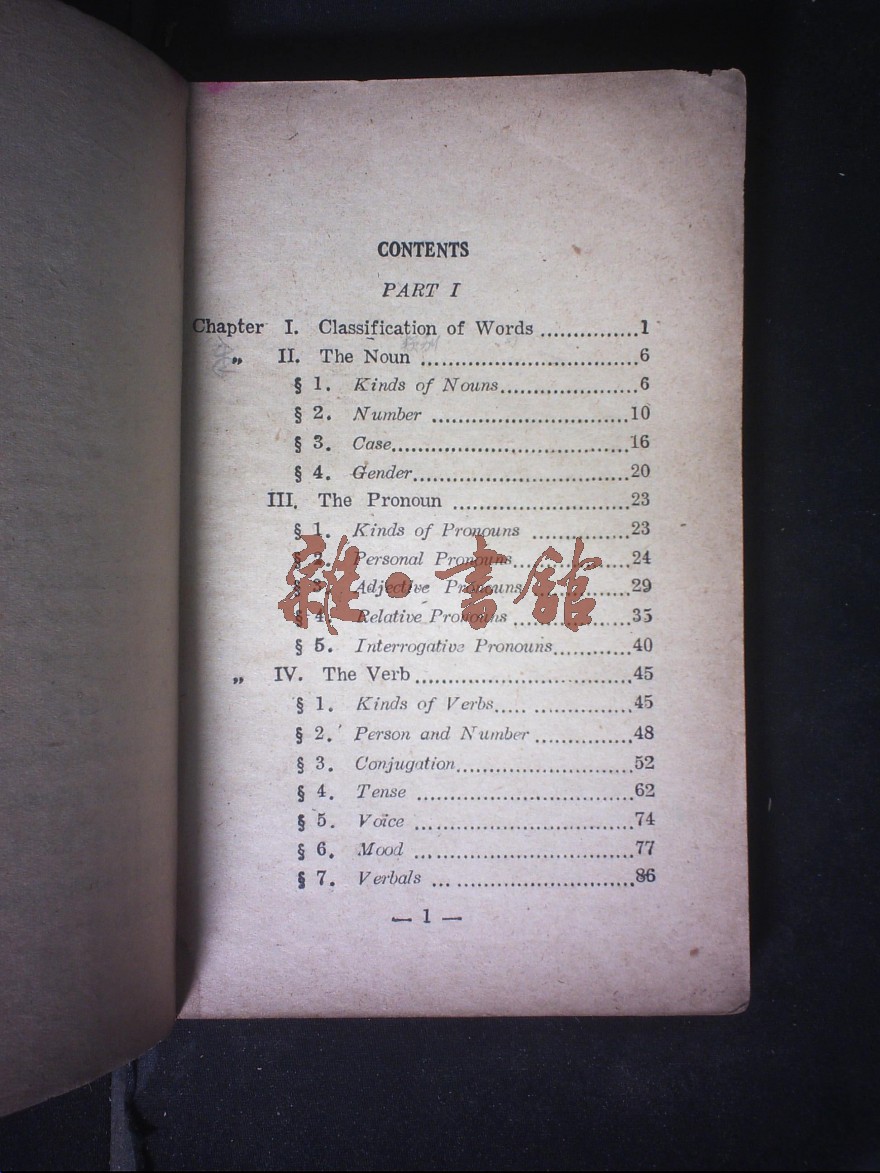 CONTENTS
PART I
Chapter I. Classification of Words ...............1
„ II. The Noun ..............................6
§ 1. Kinds of Nouns....................6
§ 2. Number ..............................10
§ 3. Case....................................16
§ 4. Gender.................................20
III. The Pronoun ...........................23
§ 1. Kinds of Pronouns ...............23
§ 2. Personal Pronouns..................24
§ 3. Adjective Pronouns..................29
§ 4. Relative Pronouns ..................35
§ 5. Interrogative Pronouns............40
„ IV. The Verb .................................45
§ 1. Kinds of Verbs..... ...............45
§ 2. Person and Number ...............48
§ 3. Conjugation...........................52
§ 4. Tense .................................62
§ 5. Voice .................................74
§ 6. Mood .................................77
§ 7. Verbals ... ...........................86
— 1 —
雜·書舘